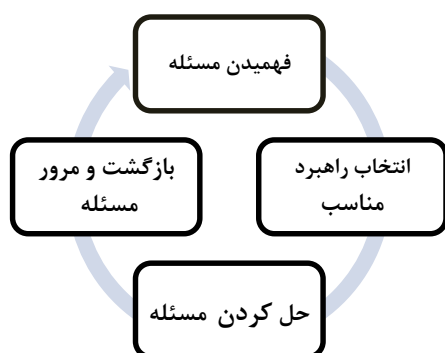 فهمیدن مسئله
انتخاب راهبرد
مناسب
حل کردن مسئله
بازگشت و مرور
مسئله